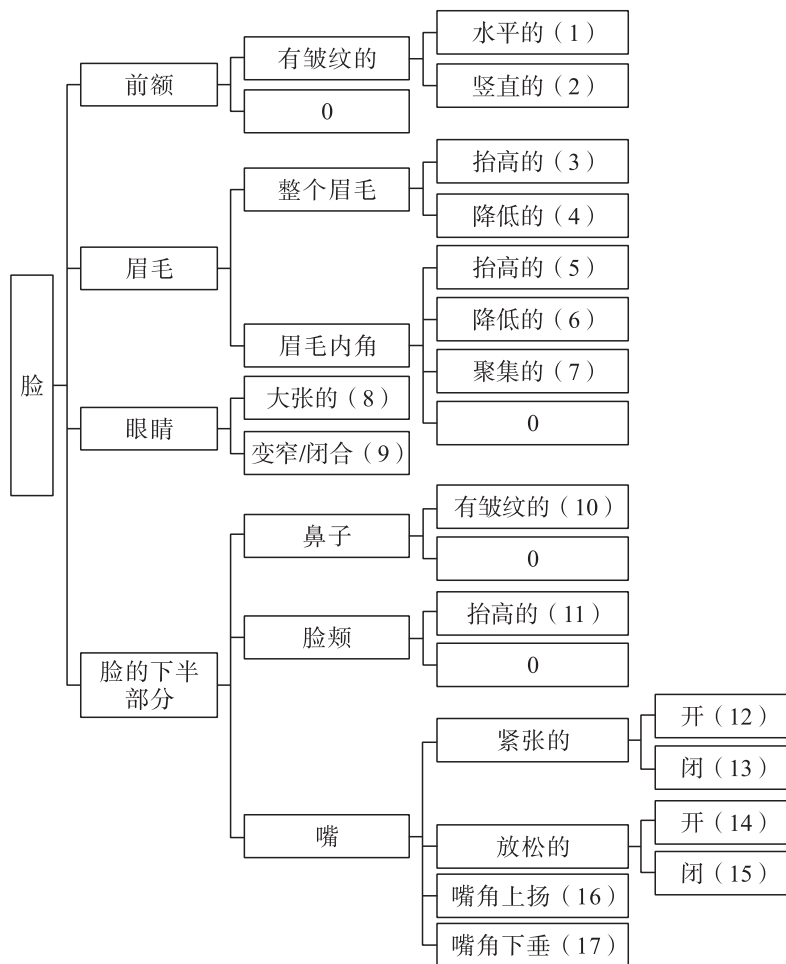 脸
前额
有皱纹的
水平的（1）
竖直的（2）
0
眉毛
整个眉毛
抬高的（3）
降低的（4）
眉毛内角
抬高的（5）
降低的（6）
聚集的（7）
0
眼睛
大张的（8）
变窄/闭合（9）
脸的下半
部分
鼻子
有皱纹的（10）
0
脸颊
抬高的（11）
0
嘴
紧张的
开（12）
闭（13）
放松的
开（14）
闭（15）
嘴角上扬（16）
嘴角下垂（17）